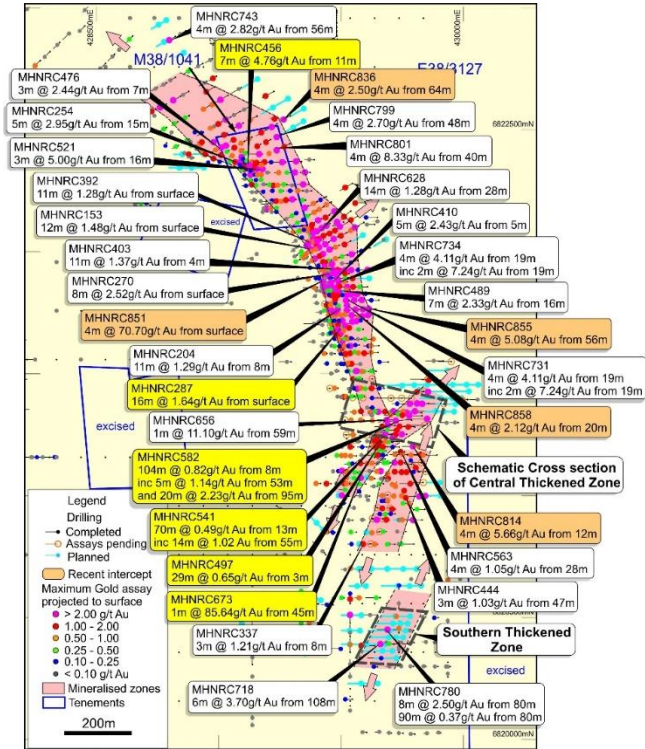 428500mE
430000mE
MHNRC743
4m @ 2.82g/t Au from 56m
M38/1041
MHNRC456
7m @ 4.76g/t Au from 11m
E38/3127
MHNRC836
4m @ 2.50g/t Au from 64m
MHNRC476
3m @ 2.44g/t Au from 7m
MHNRC799
4m @ 2.70g/t Au from 48m
6822500mN
MHNRC254
5m @ 2.95g/t Au from 15m
MHNRC801
4m @ 8.33g/t Au from 40m
MHNRC521
3m @ 5.00g/t Au from 16m
MHNRC628
14m @ 1.28g/t Au from 28m
MHNRC392
11m @ 1.28g/t Au from surface
excised
MHNRC410
5m @ 2.43g/t Au from 5m
MHNRC153
12m @ 1.48g/t Au from surface
MHNRC734
4m @ 4.11g/t Au from 19m
inc 2m @ 7.24g/t Au from 19m
MHNRC403
11m @ 1.37g/t Au from 4m
MHNRC270
8m @ 2.52g/t Au from surface
MHNRC489
7m @ 2.33g/t Au from 16m
MHNRC851
4m @ 70.70g/t Au from surface
MHNRC855
4m @ 5.08g/t Au from 56m
MHNRC204
11m @ 1.29g/t Au from 8m
MHNRC731
4m @ 4.11g/t Au from 19m
inc 2m @ 7.24g/t Au from 19m
MHNRC287
16m @ 1.64g/t Au from surface
excised
MHNRC656
1m @ 11.10g/t Au from 59m
MHNRC858
4m @ 2.12g/t Au from 20m
MHNRC582
104m @ 0.82g/t Au from 8m
inc 5m @ 1.14g/t Au from 53m
and 20m @ 2.23g/t Au from 95m
Schematic Cross section
of Central Thickened Zone
MHNRC541
70m @ 0.49g/t Au from 13m
inc 14m @ 1.02 Au from 55m
MHNRC814
4m @ 5.66g/t Au from 12m
MHNRC497
29m @ 0.65g/t Au from 3m
MHNRC563
4m @ 1.05g/t Au from 28m
MHNRC673
1m @ 85.64g/t Au from 45m
MHNRC444
3m @ 1.03g/t Au from 47m
MHNRC337
3m @ 1.21g/t Au from 8m
Southern Thickened
Zone
excised
MHNRC718
6m @ 3.70g/t Au from 108m
MHNRC780
8m @ 2.50g/t Au from 80m
90m @ 0.37g/t Au from 80m
6820000mN
Legend
Drilling
Completed
Assays pending
Planned
Recent intercept
Maximum Gold assay
projected to surface
> 2.00 g/t Au
1.00 - 2.00
0.50 - 1.00
0.25 - 0.50
0.10 - 0.25
< 0.10 g/t Au
Mineralised zones
Tenements
200m